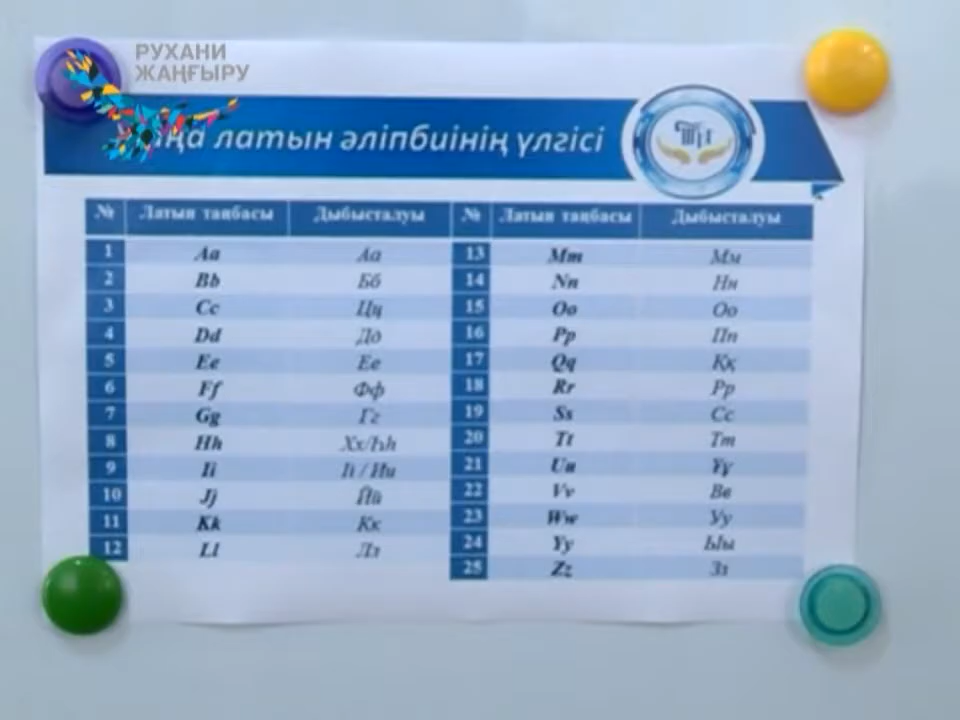 РУХАНИ
ЖАҢҒЫРУ
латын әліпбиінің үлгісі
№ Латын таңбасы Дыбысталуы № Латын таңбасы Дыбысталуы
1 Aa Аа 13 Mm Мм
2 Bb Бб 14 Nn Нн
3 Cc Цц 15 Oo Оо
4 Dd Дд 16 Pp Пп
5 Ee Ее 17 Qq Ққ
6 Ff Фф 18 Rr Рр
7 Gg Гг 19 Ss Сс
8 Hh Хх/Һһ 20 Tt Тт
9 Ii Іі / Ии 21 Uu Ұұ
10 Jj Йй 22 Vv Вв
11 Kk Кк 23 Ww Уу
12 Ll Лл 24 Yy Ыы
25 Zz Зз